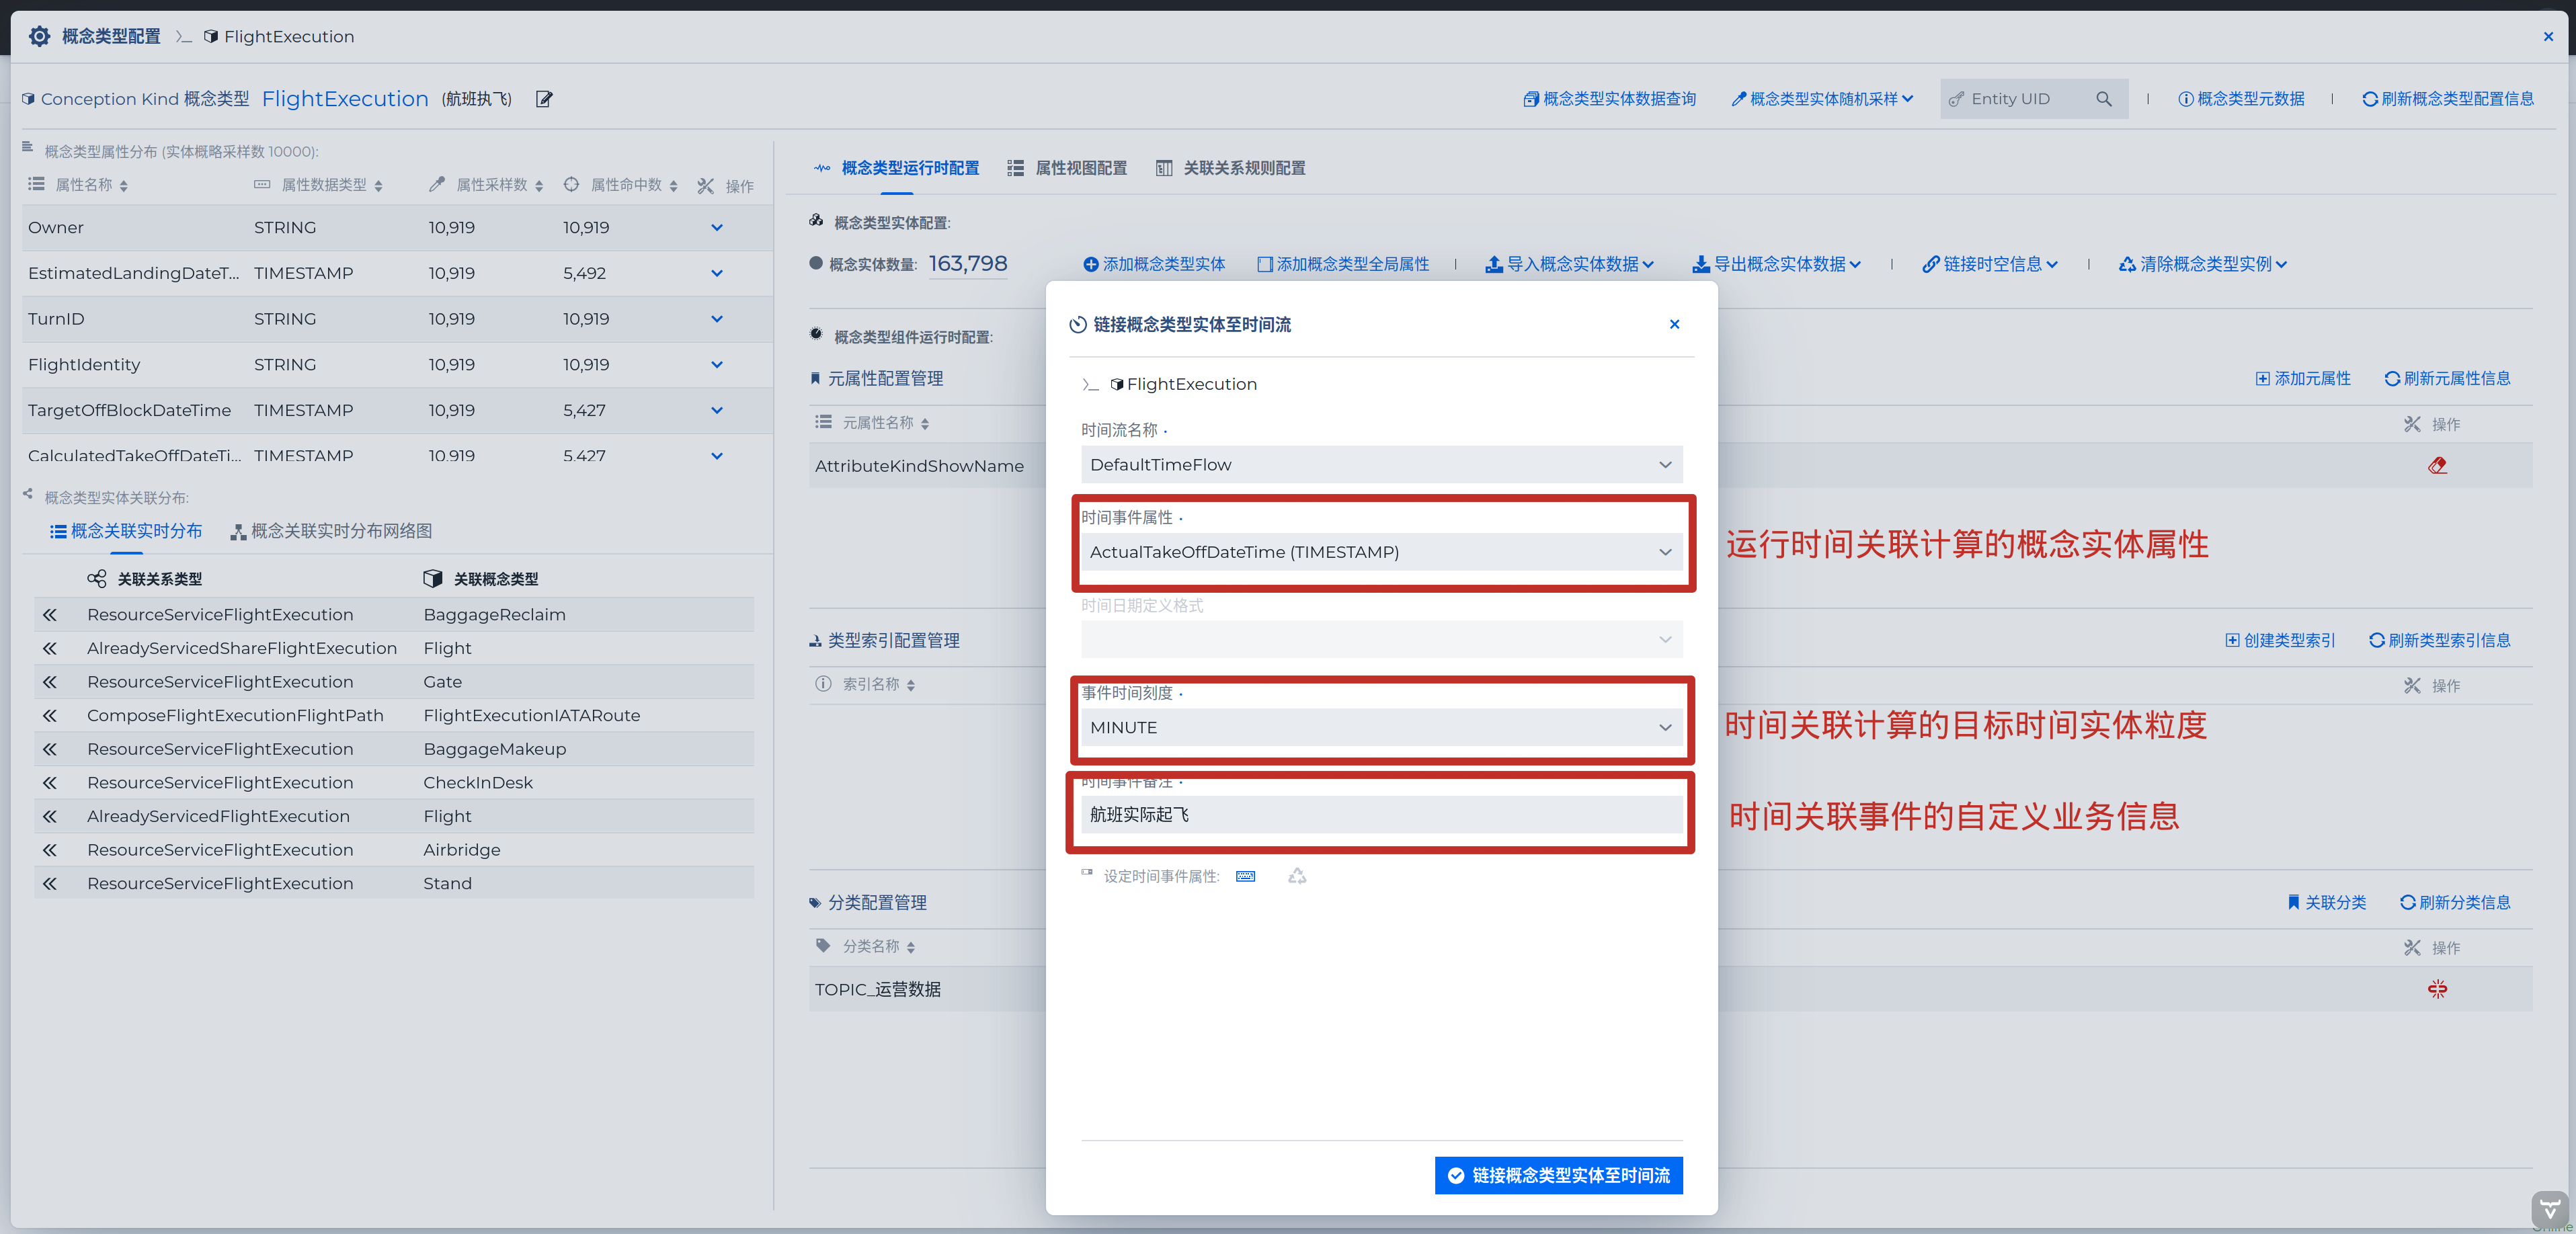 概念类型配置 FlightExecution
Conception Kind 概念类型 FlightExecution (航班执飞)
概念类型实体数据查询 概念类型实体随机采样 Entity UID | 概念类型元数据 | 刷新概念类型配置信息
概念类型属性分布 (实体概略采样数 10000):
属性名称 属性数据类型 属性采样数 属性命中数 操作
Owner STRING 10,919 10,919
EstimatedLandingDateT... TIMESTAMP 10,919 5,492
TurnID STRING 10,919 10,919
FlightIdentity STRING 10,919 10,919
TargetOffBlockDateTime TIMESTAMP 10,919 5,427
CalculatedTakeOffDateTi... TIMESTAMP 10,919 5,427
概念类型实体关联分布:
概念关联实时分布 概念关联实时分布网络图
关联关系类型 关联概念类型
ResourceServiceFlightExecution BaggageReclaim
AlreadyServicedShareFlightExecution Flight
ResourceServiceFlightExecution Gate
ComposeFlightExecutionFlightPath FlightExecutionIATARoute
ResourceServiceFlightExecution BaggageMakeup
ResourceServiceFlightExecution CheckInDesk
AlreadyServicedFlightExecution Flight
ResourceServiceFlightExecution Airbridge
ResourceServiceFlightExecution Stand
概念类型运行时配置 属性视图配置 关联关系规则配置
概念类型实体配置:
概念实体数量: 163,798 添加概念类型实体 添加概念类型全局属性 | 导入概念实体数据 导出概念实体数据 | 链接时空信息 | 清除概念类型实例
概念类型组件运行时配置:
元属性配置管理 添加元属性 刷新元属性信息
元属性名称 操作
AttributeKindShowName
类型索引配置管理 创建类型索引 刷新类型索引信息
索引名称 操作
分类配置管理 关联分类 刷新分类信息
分类名称 操作
TOPIC_运营数据
链接概念类型实体至时间流
FlightExecution
时间流名称
DefaultTimeFlow
时间事件属性
ActualTakeOffDateTime (TIMESTAMP)
运行时间关联计算的概念实体属性
时间日期定义格式
事件时间刻度
MINUTE
时间关联计算的目标时间实体粒度
时间事件备注
航班实际起飞
时间关联事件的自定义业务信息
设定时间事件属性:
链接概念类型实体至时间流
Online